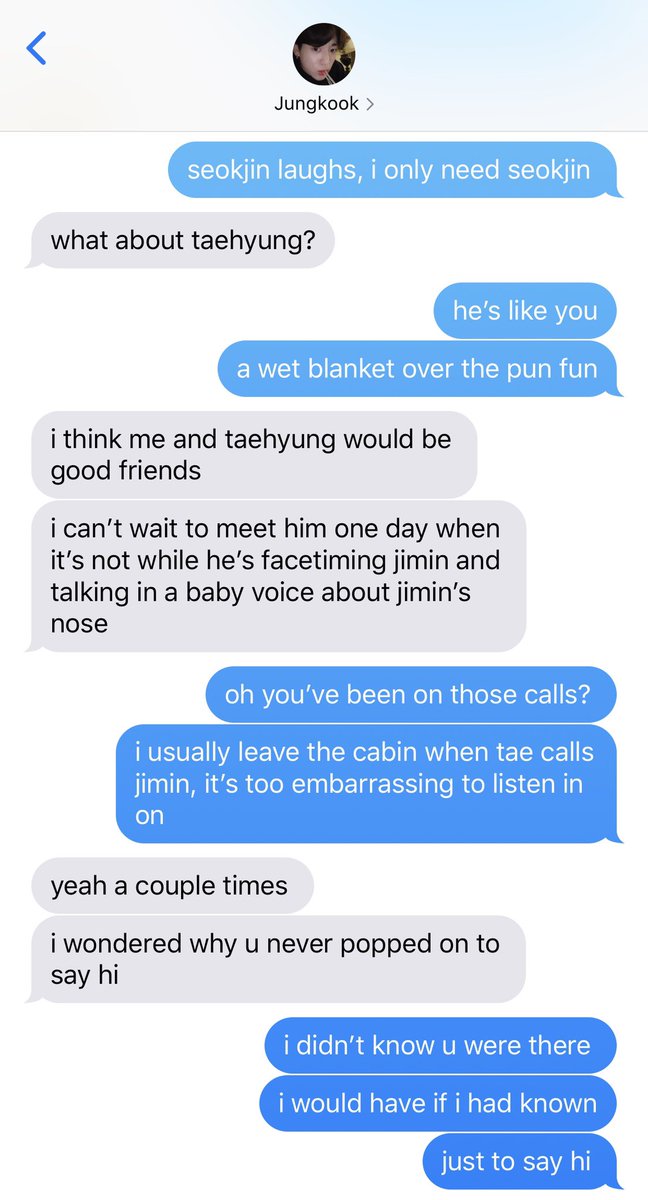 Jungkook
seokjin laughs, i only need seokjin
what about taehyung?
he’s like you
a wet blanket over the pun fun
i think me and taehyung would be
good friends
i can’t wait to meet him one day when
it’s not while he’s facetiming jimin and
talking in a baby voice about jimin’s
nose
oh you’ve been on those calls?
i usually leave the cabin when tae calls
jimin, it’s too embarrassing to listen in
on
yeah a couple times
i wondered why u never popped on to
say hi
i didn’t know u were there
i would have if i had known
just to say hi